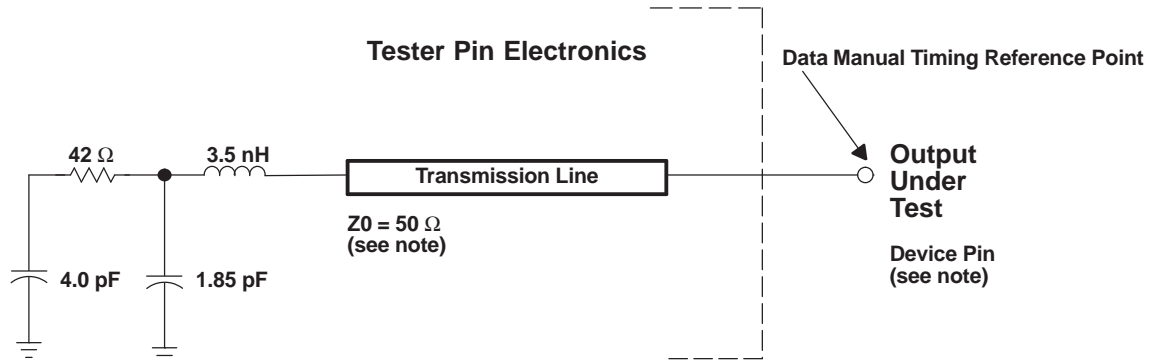 Tester Pin Electronics
Data Manual Timing Reference Point
42 Ω
3.5 nH
Transmission Line
Output
Under
Test
Z0 = 50 Ω
(see note)
Device Pin
(see note)
4.0 pF
1.85 pF